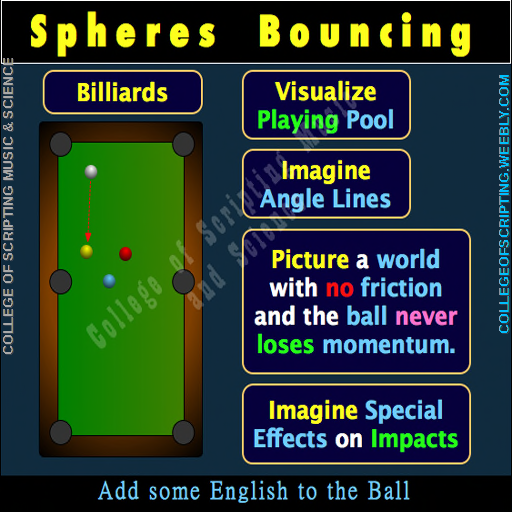 Spheres Bouncing
COLLEGE OF SCRIPTING MUSIC & SCIENCE
Billiards
Visualize
Playing Pool
Imagine
Angle Lines
Picture a world
with no friction
and the ball never
loses momentum.
Imagine Special
Effects on Impacts
College of Scripting Music
and Science
COLLEGEOFSCRIPTING.WEEBLY.COM
Add some English to the Ball